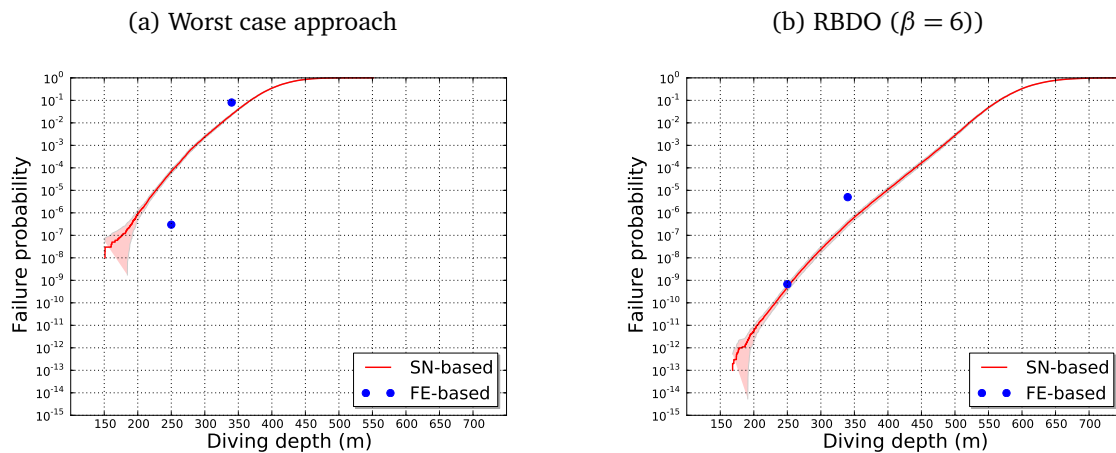 (a) Worst case approach
(b) RBDO (β = 6))
10^0
10^-1
10^-2
10^-3
10^-4
10^-5
10^-6
10^-7
10^-8
10^-9
10^-10
10^-11
10^-12
10^-13
10^-14
10^-15
Failure probability
150 200 250 300 350 400 450 500 550 600 650 700
Diving depth (m)
SN-based
FE-based
10^0
10^-1
10^-2
10^-3
10^-4
10^-5
10^-6
10^-7
10^-8
10^-9
10^-10
10^-11
10^-12
10^-13
10^-14
10^-15
Failure probability
150 200 250 300 350 400 450 500 550 600 650 700
Diving depth (m)
SN-based
FE-based